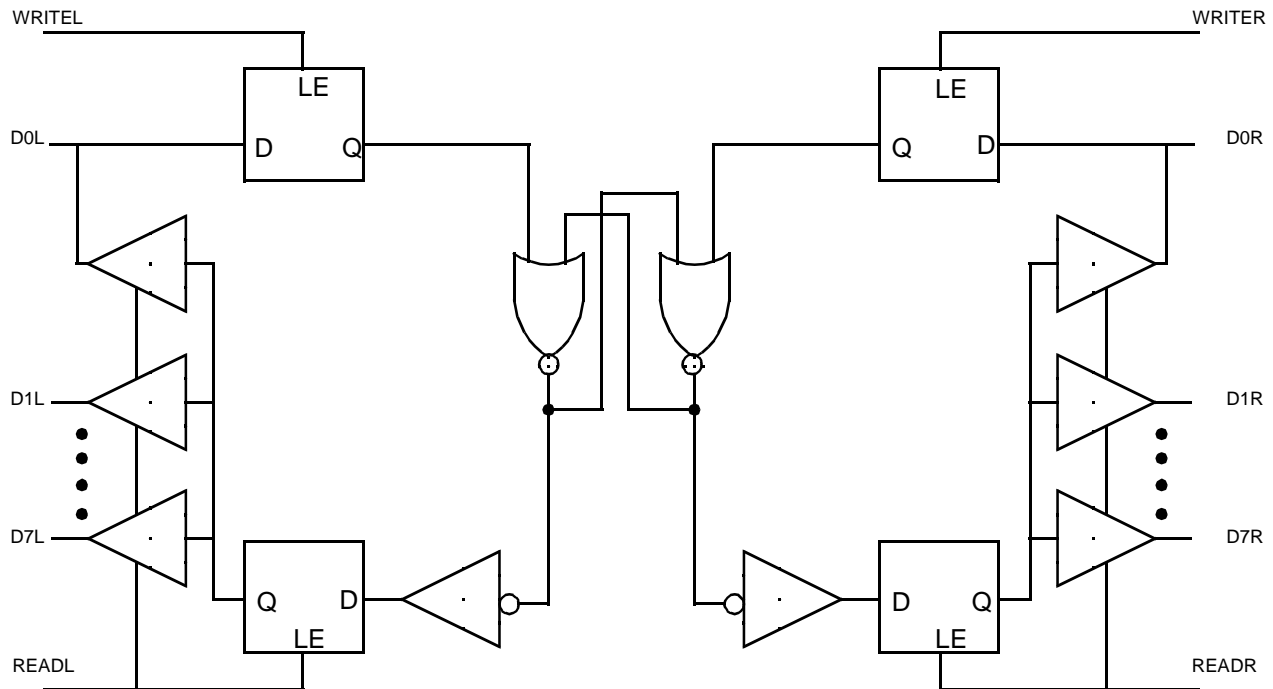 WRITEL WRITER
LE LE
D0L D Q Q D D0R
D1L D1R
D7L D7R
Q D D Q
LE LE
READL READR